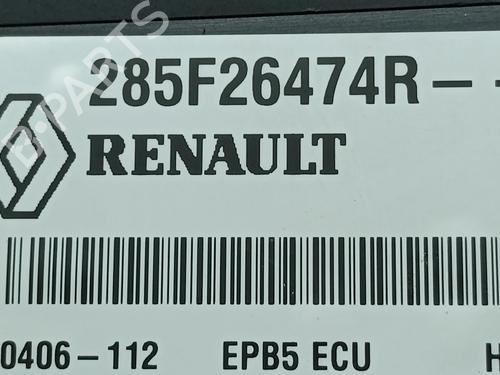 285F26474R--
RENAULT
0406-112 EPB5 ECU H